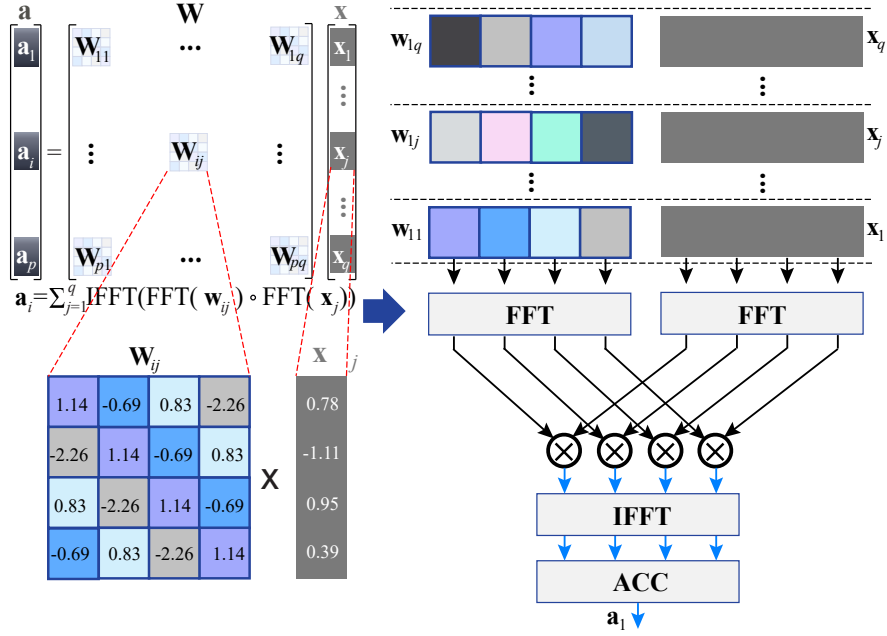 a W x
a₁ W₁₁ ... W₁q x₁
⋮
aᵢ = ⋮ Wᵢⱼ ⋮ xⱼ
⋮
aₚ Wₚ₁ ... Wₚq x_q
aᵢ=∑ⱼ₌₁^q IFFT(FFT( wᵢⱼ) ∘ FFT( xⱼ))
Wᵢⱼ x ⱼ
1.14 -0.69 0.83 -2.26 0.78
-2.26 1.14 -0.69 0.83 -1.11
X
0.83 -2.26 1.14 -0.69 0.95
-0.69 0.83 -2.26 1.14 0.39
w₁q x_q
⋮ ⋮
w₁ⱼ xⱼ
⋮ ⋮
w₁₁ x₁
FFT FFT
IFFT
ACC
a₁